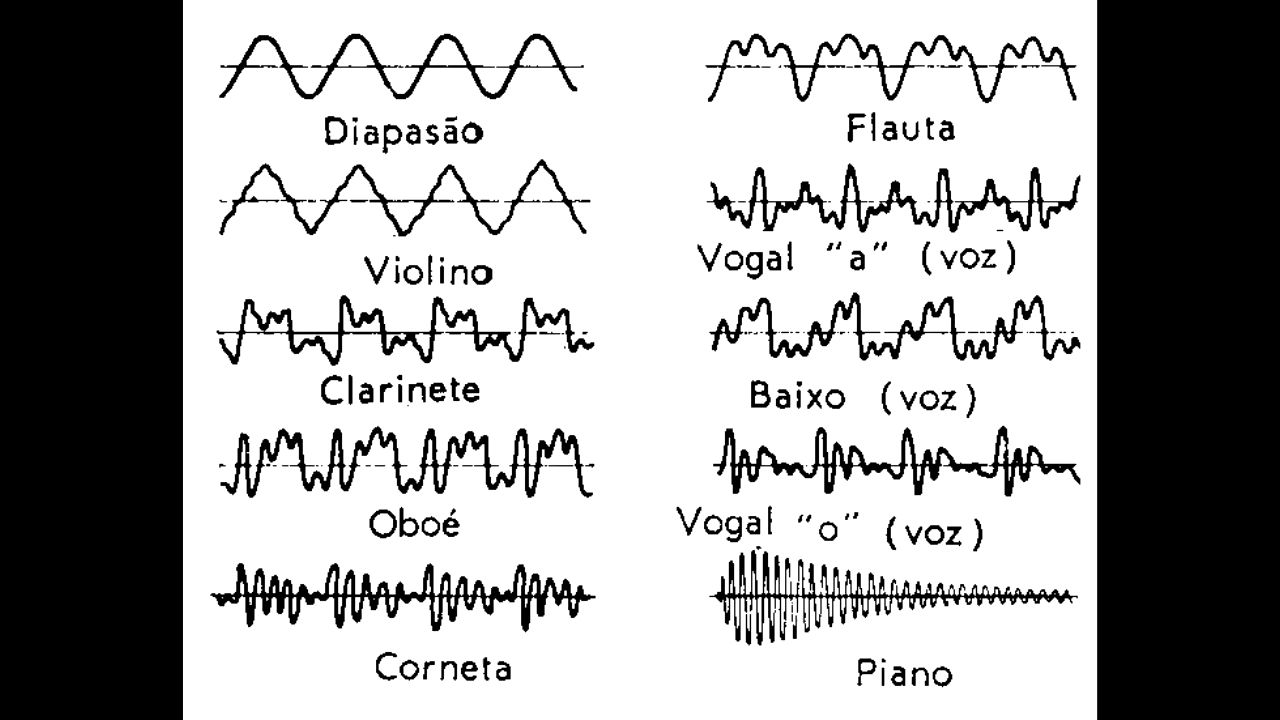 Diapasão
Flauta
Violino
Vogal "a" (voz)
Clarinete
Baixo (voz)
Oboé
Vogal "o" (voz)
Corneta
Piano